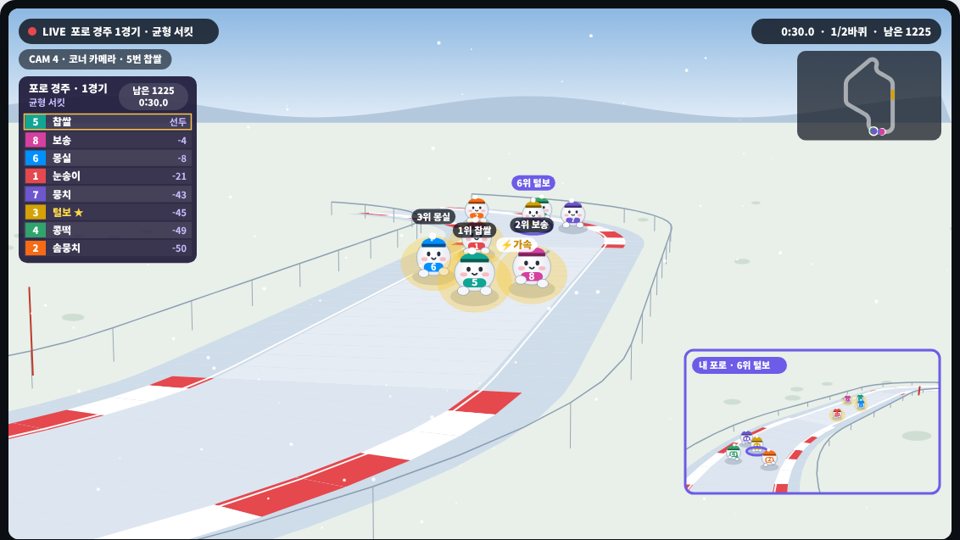 LIVE 포로 경주 1경기 · 균형 서킷
0:30.0 · 1/2바퀴 · 남은 1225
CAM 4 · 코너 카메라 · 5번 찹쌀
포로 경주 · 1경기
균형 서킷
남은 1225
0:30.0
5 찹쌀 선두
8 보송 -4
6 몽실 -8
1 눈송이 -21
7 뭉치 -43
3 털보 ★ -45
4 콩떡 -49
2 솜뭉치 -50
6위 털보
3위 몽실
2위 보송
1위 찹쌀
⚡가속
7
1
6
5
8
내 포로 · 6위 털보